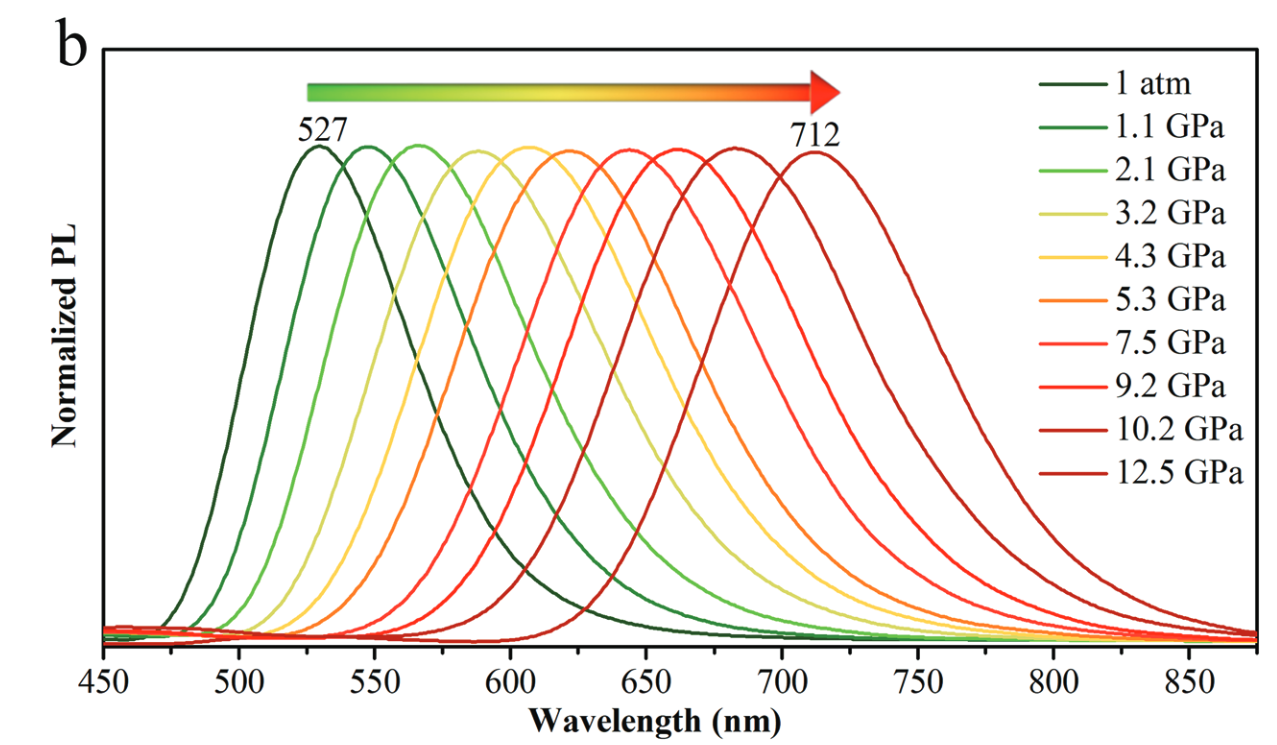 b
527
712
1 atm
1.1 GPa
2.1 GPa
3.2 GPa
4.3 GPa
5.3 GPa
7.5 GPa
9.2 GPa
10.2 GPa
12.5 GPa
Normalized PL
450 500 550 600 650 700 750 800 850
Wavelength (nm)